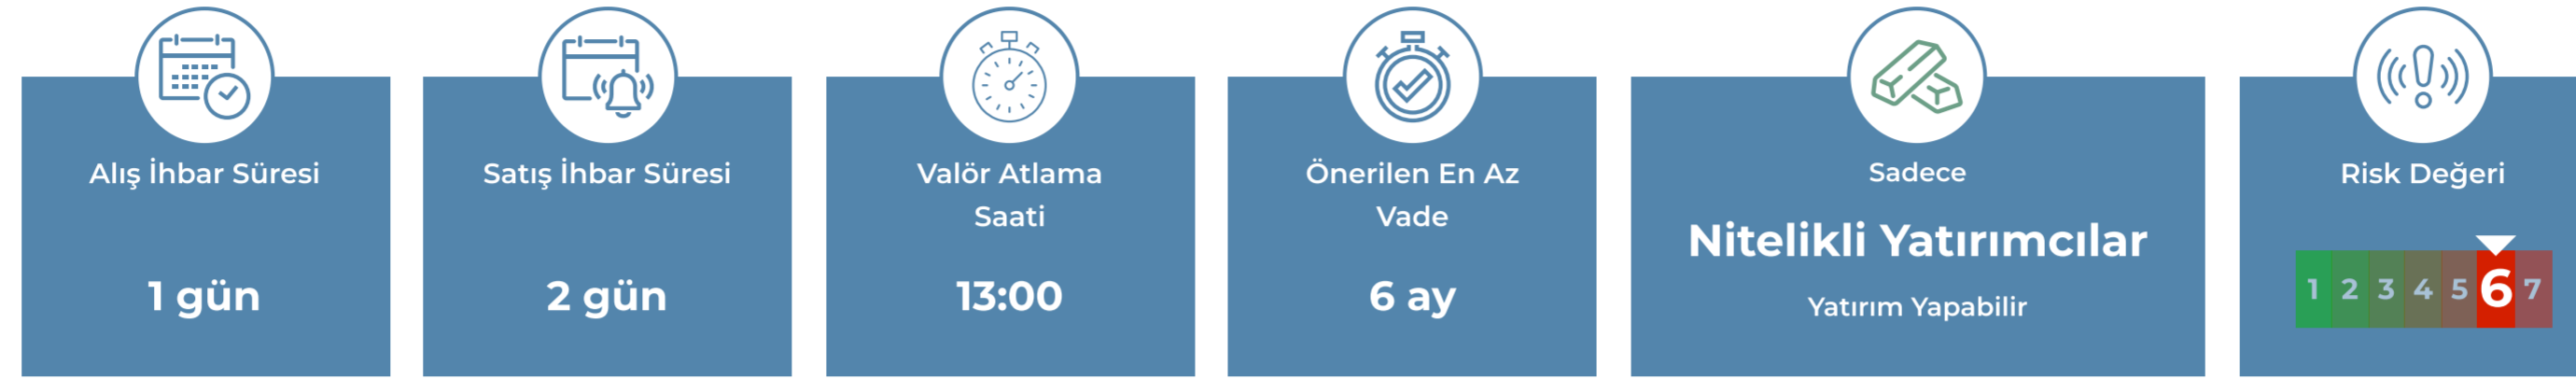 Alış İhbar Süresi
1 gün
Satış İhbar Süresi
2 gün
Valör Atlama
Saati
13:00
Önerilen En Az
Vade
6 ay
Sadece
Nitelikli Yatırımcılar
Yatırım Yapabilir
Risk Değeri
1 2 3 4 5 6 7